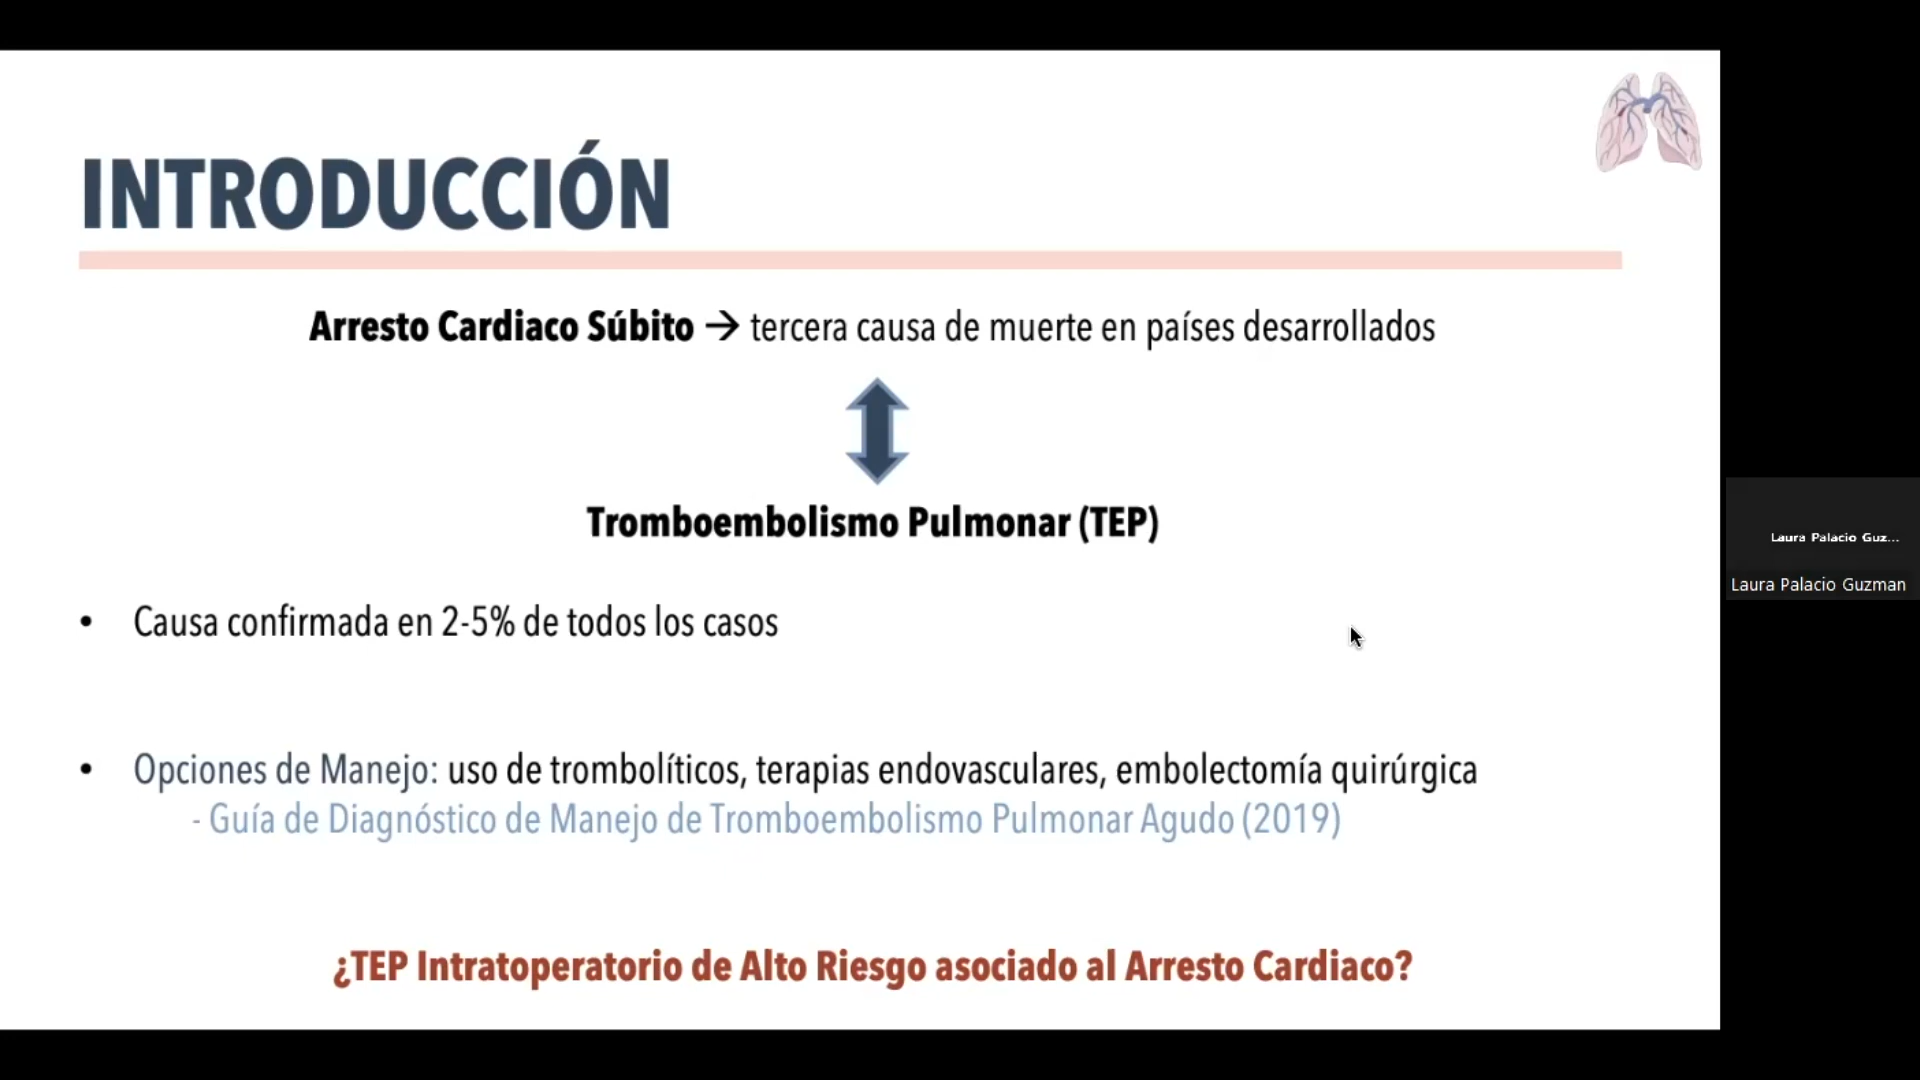 INTRODUCCIÓN
Arresto Cardiaco Súbito → tercera causa de muerte en países desarrollados
Tromboembolismo Pulmonar (TEP)
• Causa confirmada en 2-5% de todos los casos
• Opciones de Manejo: uso de trombolíticos, terapias endovasculares, embolectomía quirúrgica
- Guía de Diagnóstico de Manejo de Tromboembolismo Pulmonar Agudo (2019)
¿TEP Intratoperatorio de Alto Riesgo asociado al Arresto Cardiaco?
Laura Palacio Guz...
Laura Palacio Guzman